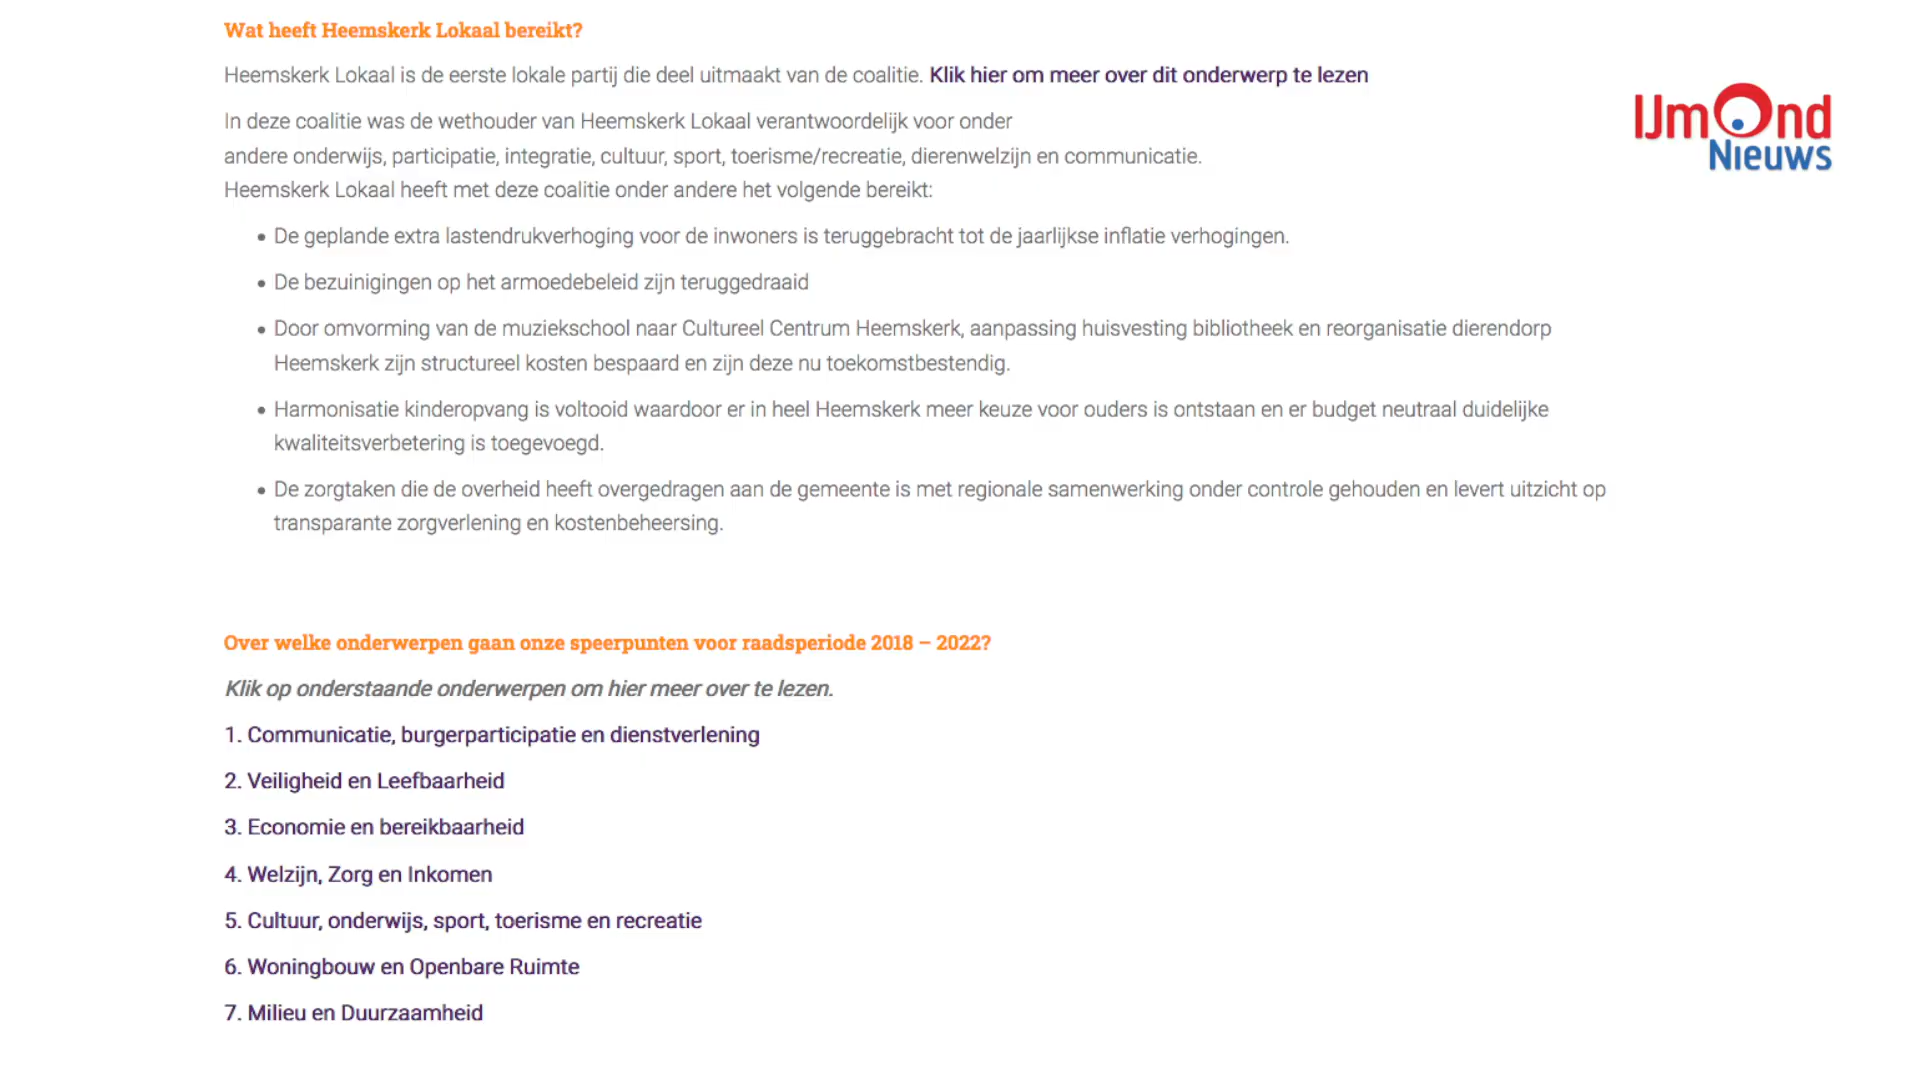 Wat heeft Heemskerk Lokaal bereikt?
Heemskerk Lokaal is de eerste lokale partij die deel uitmaakt van de coalitie. Klik hier om meer over dit onderwerp te lezen
IJmOnd
Nieuws
In deze coalitie was de wethouder van Heemskerk Lokaal verantwoordelijk voor onder
andere onderwijs, participatie, integratie, cultuur, sport, toerisme/recreatie, dierenwelzijn en communicatie.
Heemskerk Lokaal heeft met deze coalitie onder andere het volgende bereikt:
• De geplande extra lastendrukverhoging voor de inwoners is teruggebracht tot de jaarlijkse inflatie verhogingen.
• De bezuinigingen op het armoedebeleid zijn teruggedraaid
• Door omvorming van de muziekschool naar Cultureel Centrum Heemskerk, aanpassing huisvesting bibliotheek en reorganisatie dierendorp
Heemskerk zijn structureel kosten bespaard en zijn deze nu toekomstbestendig.
• Harmonisatie kinderopvang is voltooid waardoor er in heel Heemskerk meer keuze voor ouders is ontstaan en er budget neutraal duidelijke
kwaliteitsverbetering is toegevoegd.
• De zorgtaken die de overheid heeft overgedragen aan de gemeente is met regionale samenwerking onder controle gehouden en levert uitzicht op
transparante zorgverlening en kostenbeheersing.
Over welke onderwerpen gaan onze speerpunten voor raadsperiode 2018 – 2022?
Klik op onderstaande onderwerpen om hier meer over te lezen.
1. Communicatie, burgerparticipatie en dienstverlening
2. Veiligheid en Leefbaarheid
3. Economie en bereikbaarheid
4. Welzijn, Zorg en Inkomen
5. Cultuur, onderwijs, sport, toerisme en recreatie
6. Woningbouw en Openbare Ruimte
7. Milieu en Duurzaamheid